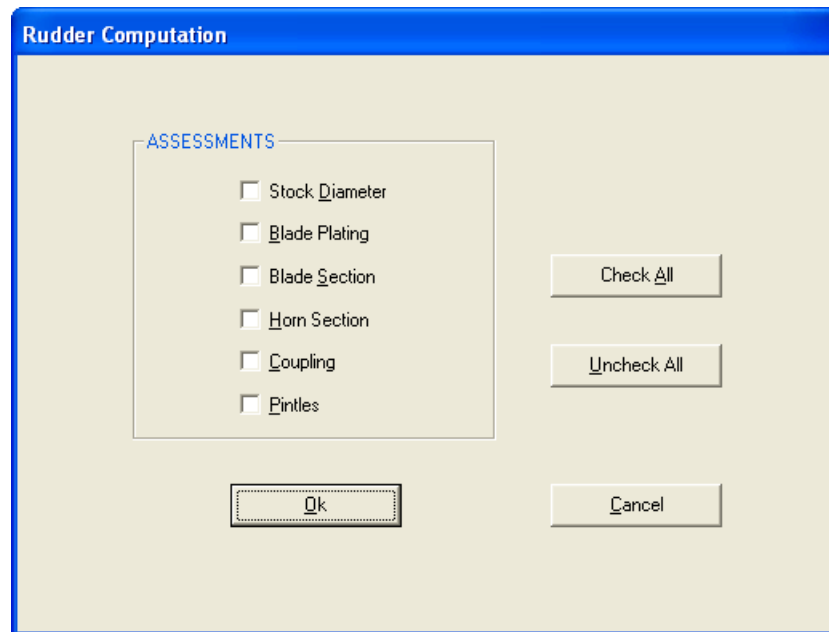 Rudder Computation
ASSESSMENTS
Stock Diameter
Blade Plating
Blade Section
Horn Section
Coupling
Pintles
Check All
Uncheck All
Ok
Cancel